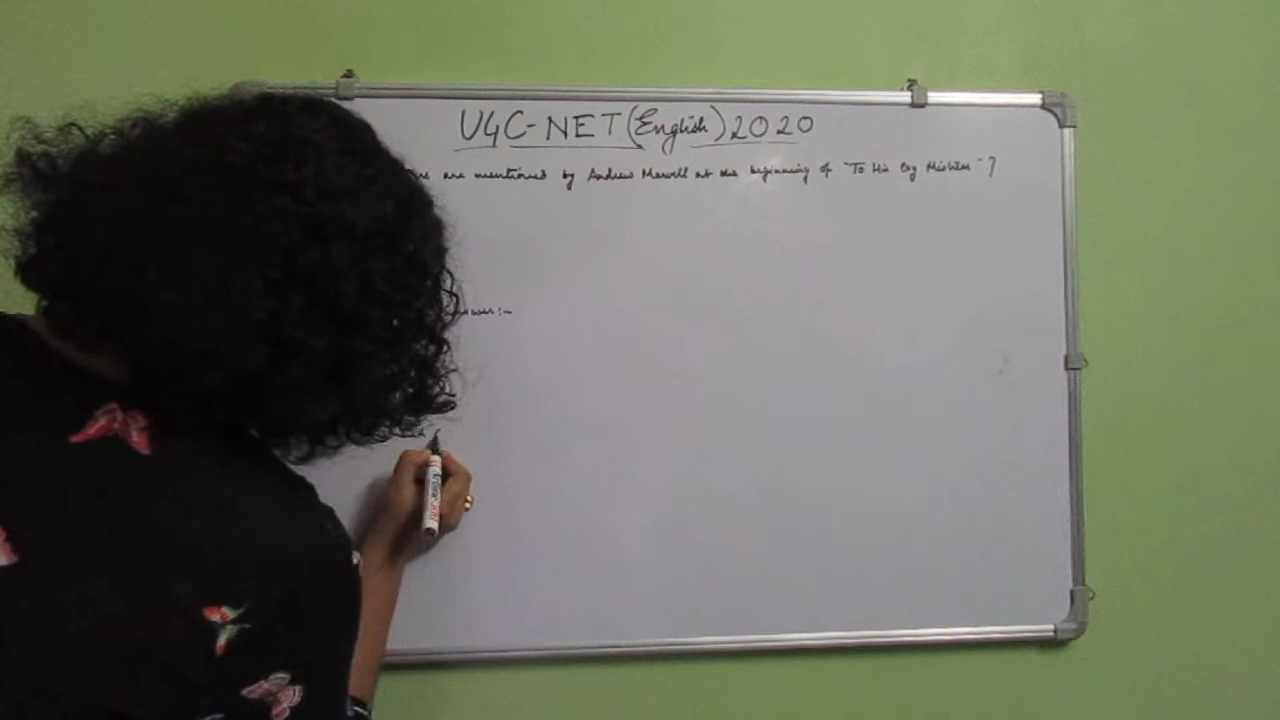 UGC-NET (English) 2020
are mentioned by Andrew Marvell at the beginning of "To His Coy Mistress"?